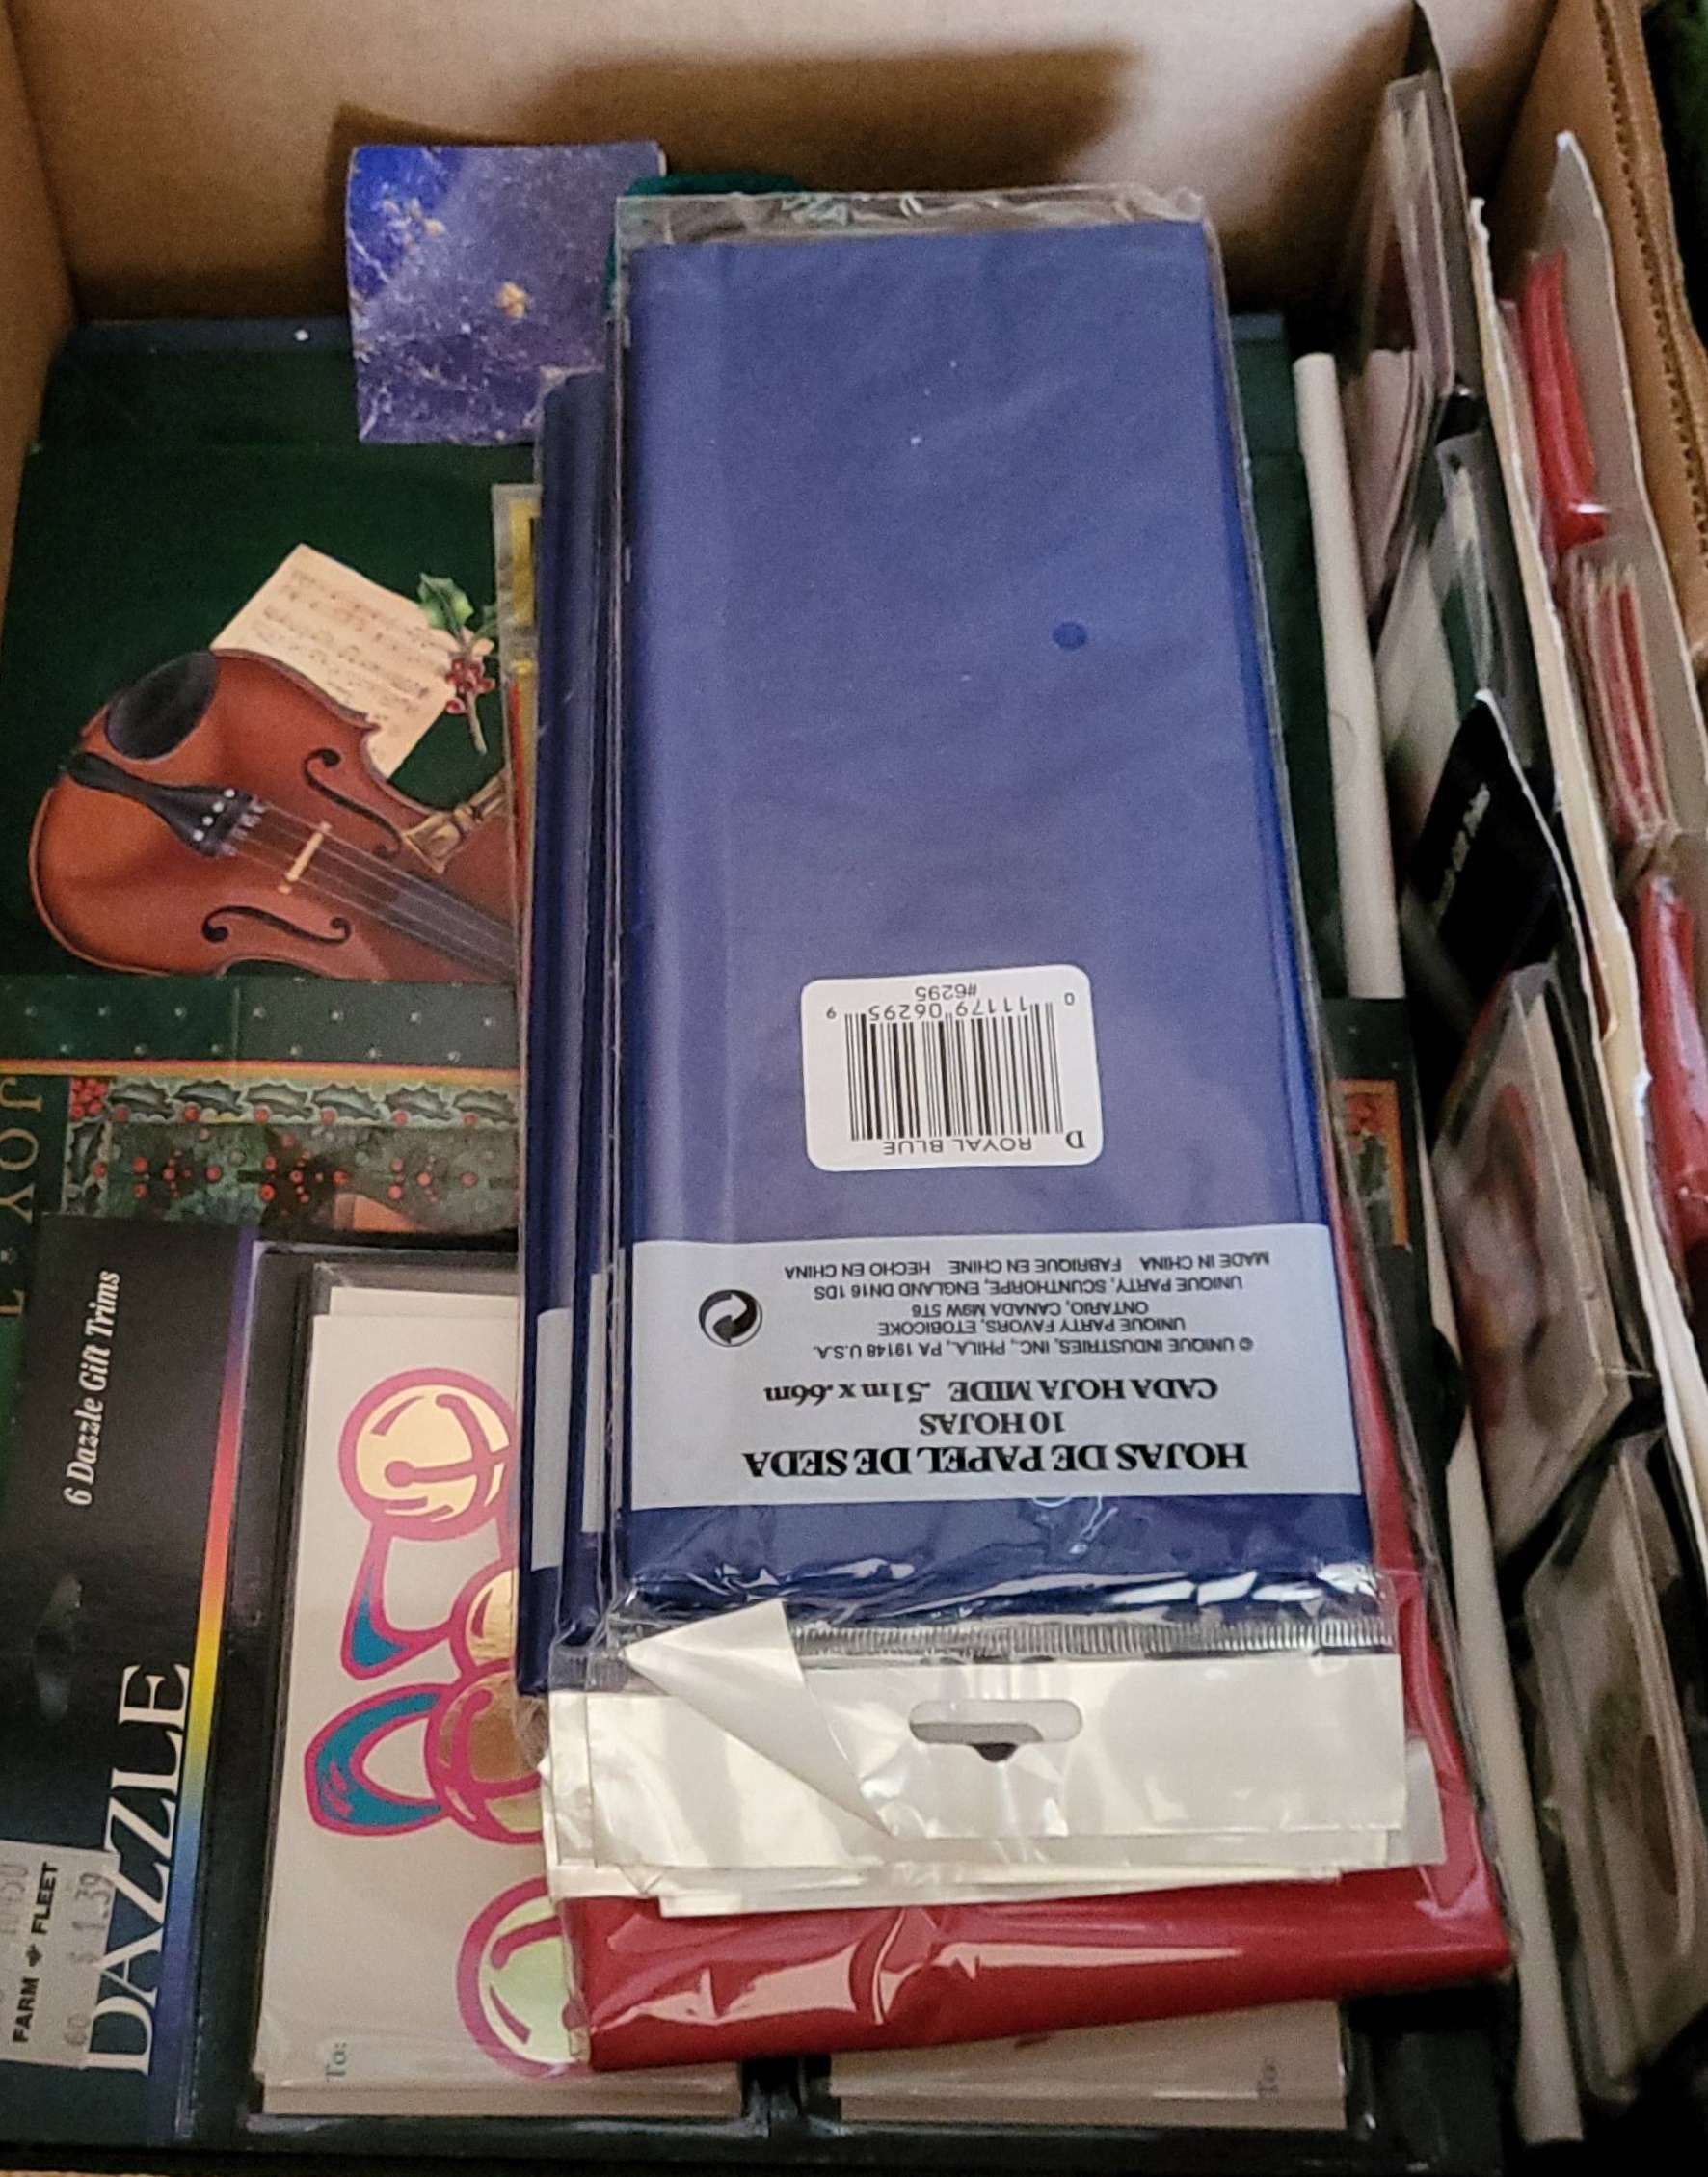 HOJAS DE PAPEL DE SEDA
10 HOJAS
CADA HOJA MIDE .51m x .66m
© UNIQUE INDUSTRIES, INC., PHILA., PA 19148 U.S.A.
UNIQUE PARTY FAVORS, ETOBICOKE
ONTARIO, CANADA M9W 5T6
UNIQUE PARTY, SCUNTHORPE, ENGLAND DN16 1DS
MADE IN CHINA FABRIQUE EN CHINE HECHO EN CHINA
D ROYAL BLUE
0 11179 06295 9
#6295
6 Dazzle Gift Trims
DAZZLE
FARM FLEET
$ 1.39
To:
To:
JOY